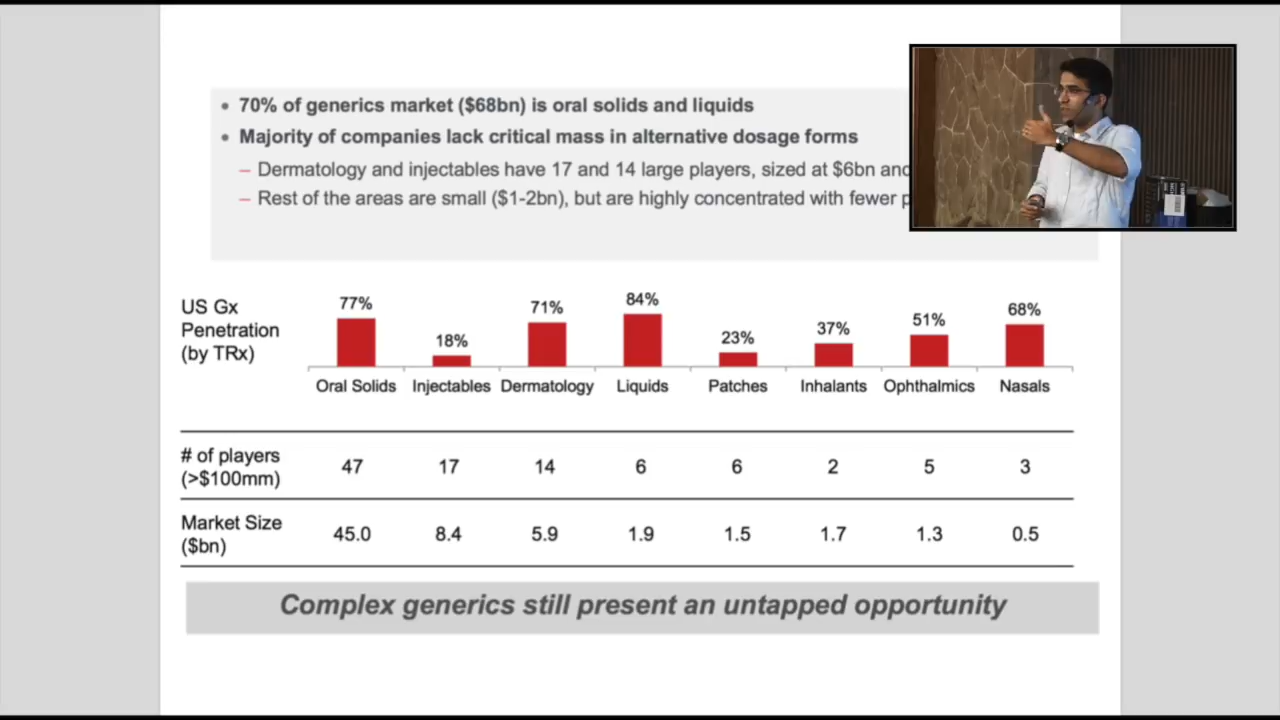 • 70% of generics market ($68bn) is oral solids and liquids
• Majority of companies lack critical mass in alternative dosage forms
– Dermatology and injectables have 17 and 14 large players, sized at $6bn and
– Rest of the areas are small ($1-2bn), but are highly concentrated with fewer
US Gx
Penetration
(by TRx)
77% 18% 71% 84% 23% 37% 51% 68%
Oral Solids Injectables Dermatology Liquids Patches Inhalants Ophthalmics Nasals
# of players
(>$100mm)
47 17 14 6 6 2 5 3
Market Size
($bn)
45.0 8.4 5.9 1.9 1.5 1.7 1.3 0.5
Complex generics still present an untapped opportunity